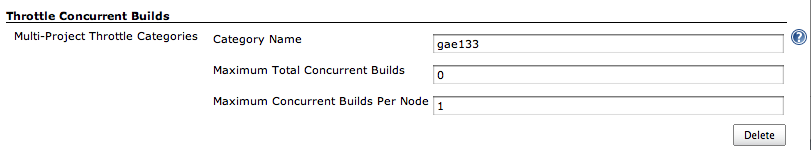 Throttle Concurrent Builds
Multi-Project Throttle Categories
Category Name
gae133
?
Maximum Total Concurrent Builds
0
Maximum Concurrent Builds Per Node
1
Delete